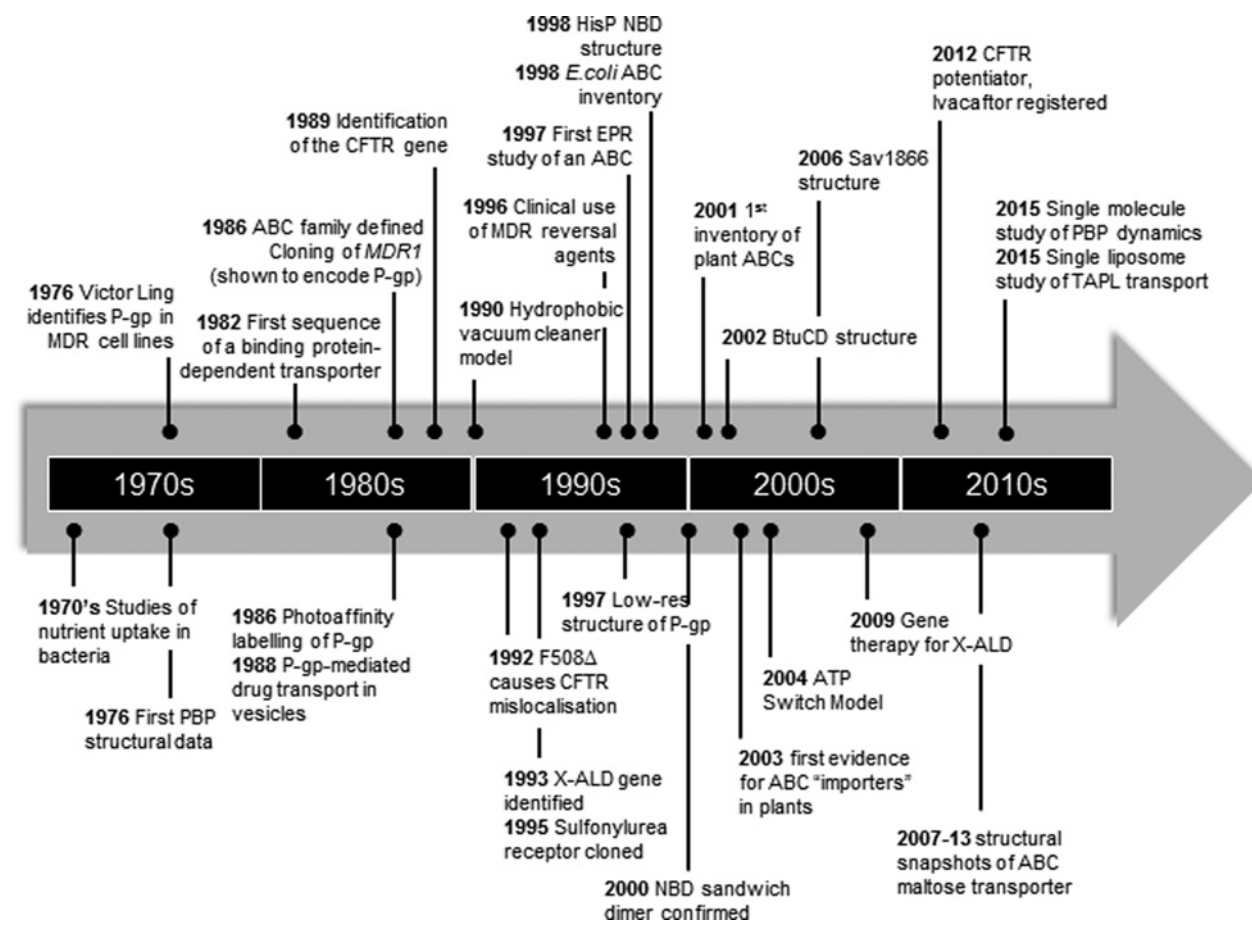 1976 Victor Ling
identifies P-gp in
MDR cell lines
1982 First sequence
of a binding protein-
dependent transporter
1986 ABC family defined
Cloning of MDR1
(shown to encode P-gp)
1989 Identification
of the CFTR gene
1990 Hydrophobic
vacuum cleaner
model
1996 Clinical use
of MDR reversal
agents
1997 First EPR
study of an ABC
1998 HisP NBD
structure
1998 E.coli ABC
inventory
2001 1st
inventory of
plant ABCs
2002 BtuCD structure
2006 Sav1866
structure
2012 CFTR
potentiator,
Ivacaftor registered
2015 Single molecule
study of PBP dynamics
2015 Single liposome
study of TAPL transport
1970s
1980s
1990s
2000s
2010s
1970's Studies of
nutrient uptake in
bacteria
1976 First PBP
structural data
1986 Photoaffinity
labelling of P-gp
1988 P-gp-mediated
drug transport in
vesicles
1992 F508Δ
causes CFTR
mislocalisation
1993 X-ALD gene
identified
1995 Sulfonylurea
receptor cloned
1997 Low-res
structure of P-gp
2000 NBD sandwich
dimer confirmed
2003 first evidence
for ABC "importers"
in plants
2004 ATP
Switch Model
2009 Gene
therapy for X-ALD
2007-13 structural
snapshots of ABC
maltose transporter